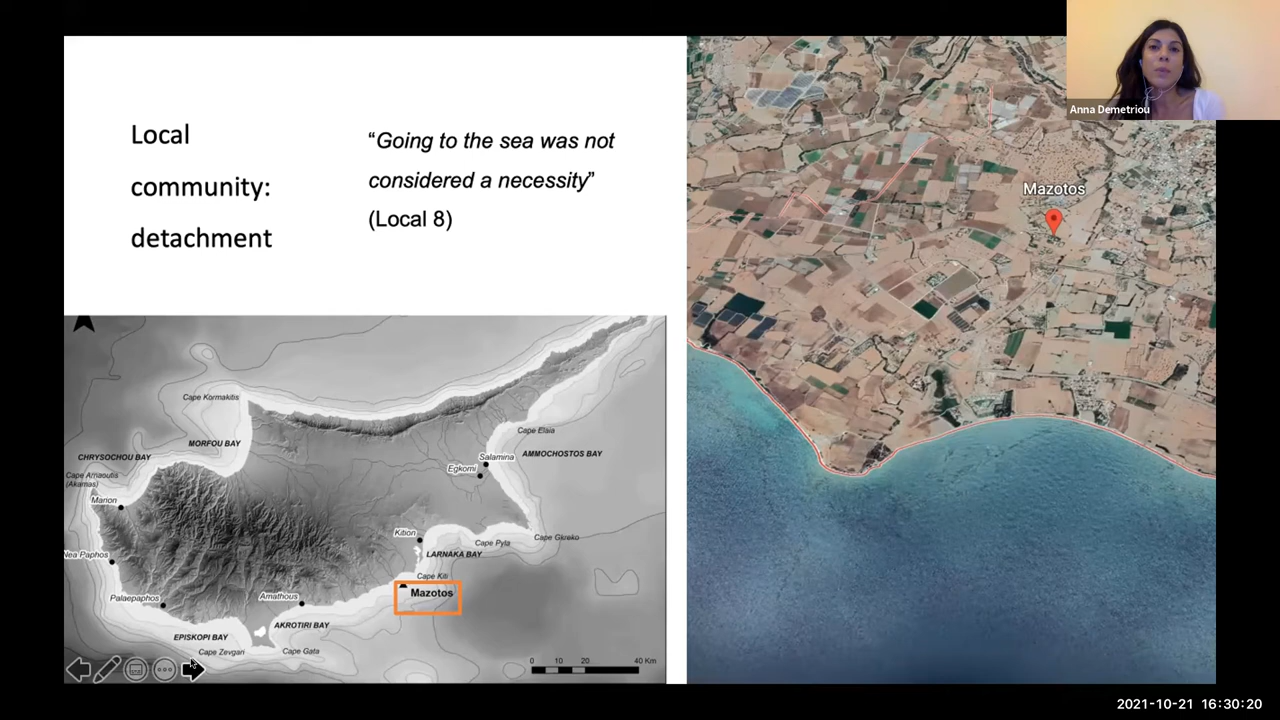 Local
community:
detachment
“Going to the sea was not
considered a necessity”
(Local 8)
Mazotos
Anna Demetriou
Cape Kormakitis
MORFOU BAY
CHRYSOCHOU BAY
Cape Arnaoutis
(Akamas)
Marion
Nea Paphos
Palaepaphos
EPISKOPI BAY
Cape Zevgari
Amathous
AKROTIRI BAY
Cape Gata
Cape Elaia
Salamina
AMMOCHOSTOS BAY
Egkomi
Kition
Cape Pyla
Cape Gkreko
LARNAKA BAY
Cape Kiti
Mazotos
0 10 20 40 Km
2021-10-21 16:30:20